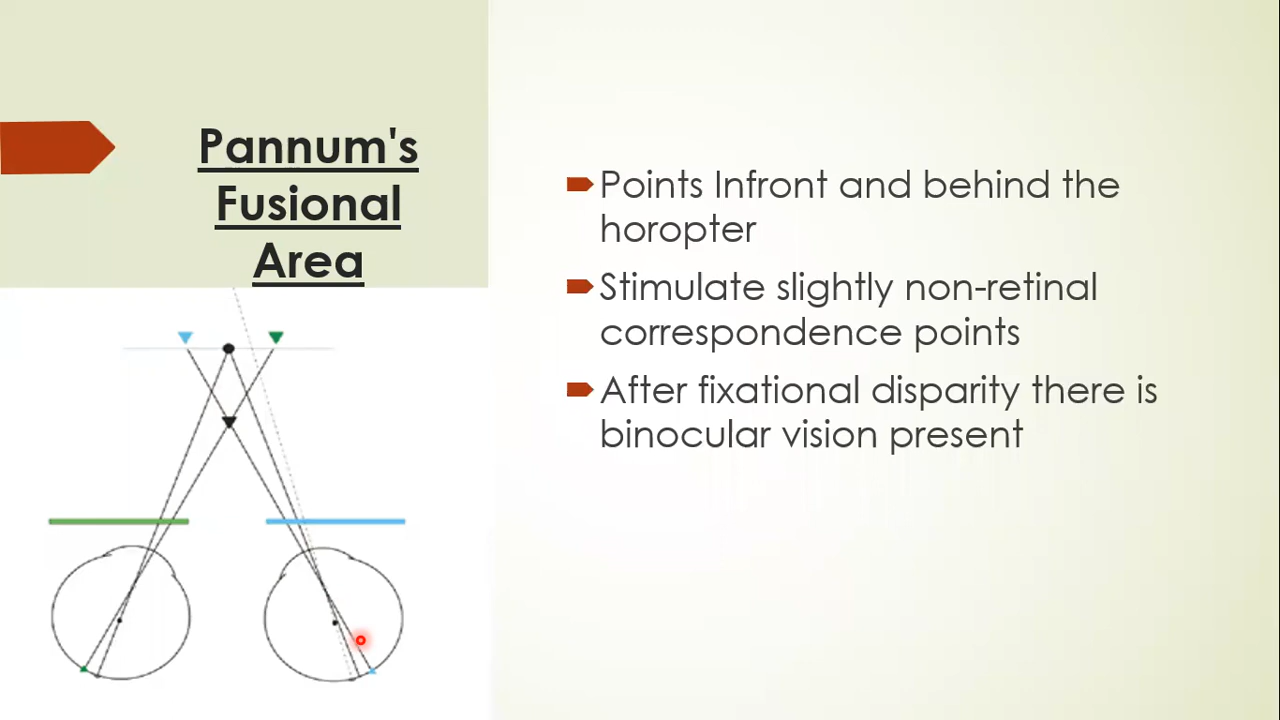 Pannum's
Fusional
Area
Points Infront and behind the
horopter
Stimulate slightly non-retinal
correspondence points
After fixational disparity there is
binocular vision present